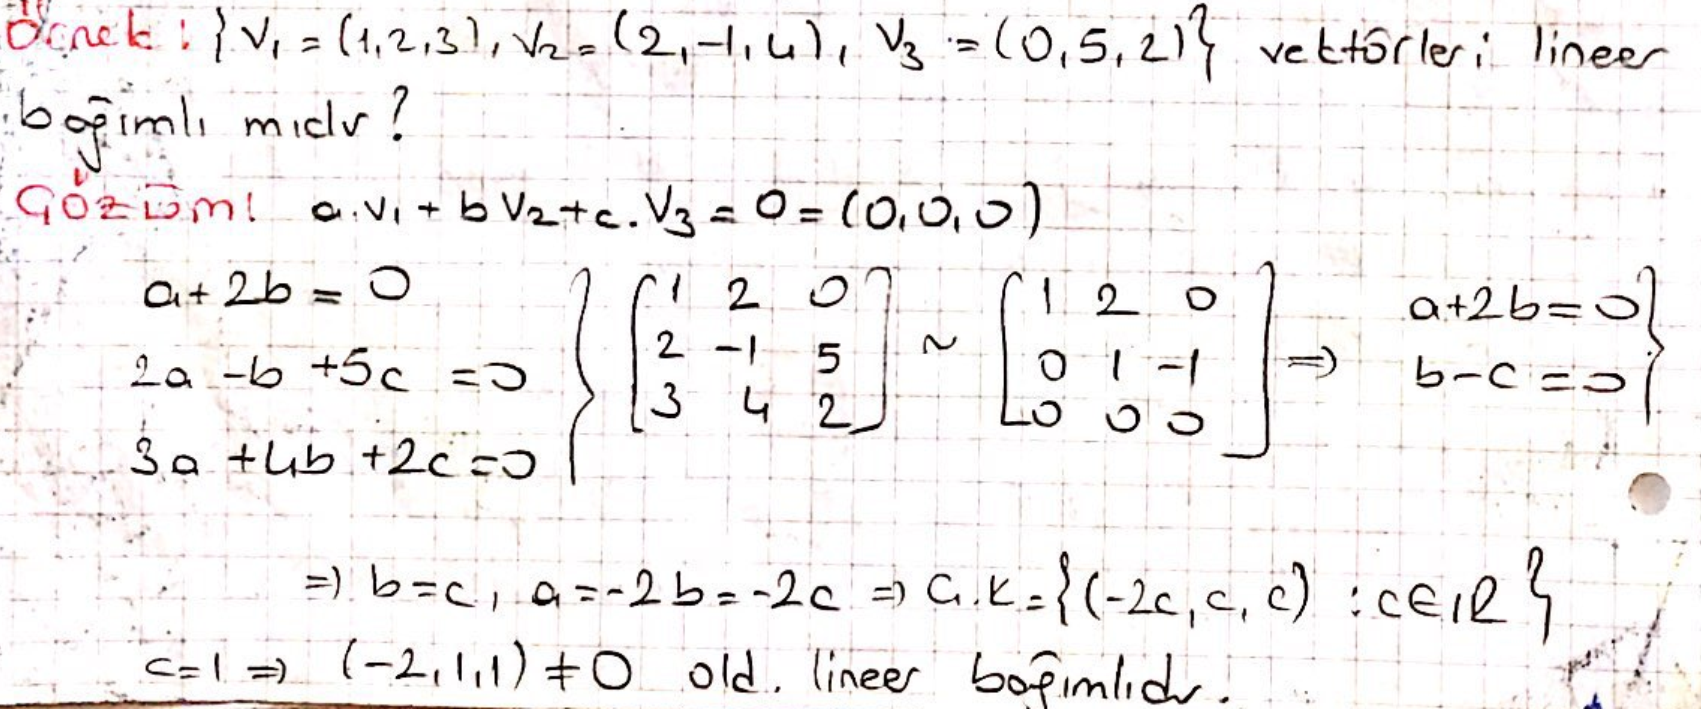 Örnek : {V₁ = (1,2,3), V₂ = (2,-1,4), V₃ = (0,5,2)} vektörleri lineer
bağımlı mıdır?
Çözüm: a.v₁ + bV₂ + c.V₃ = 0 = (0,0,0)
a + 2b = 0
2a - b + 5c = 0
3a + 4b + 2c = 0
} [1 2 0
2 -1 5
3 4 2] ~ [1 2 0
0 1 -1
0 0 0] ⇒ a+2b=0
b-c=0 }
⇒ b=c, a=-2b=-2c ⇒ Ç.K={(-2c, c, c) : c∈IR}
c=1 ⇒ (-2,1,1) ≠ 0 old. lineer bağımlıdır.